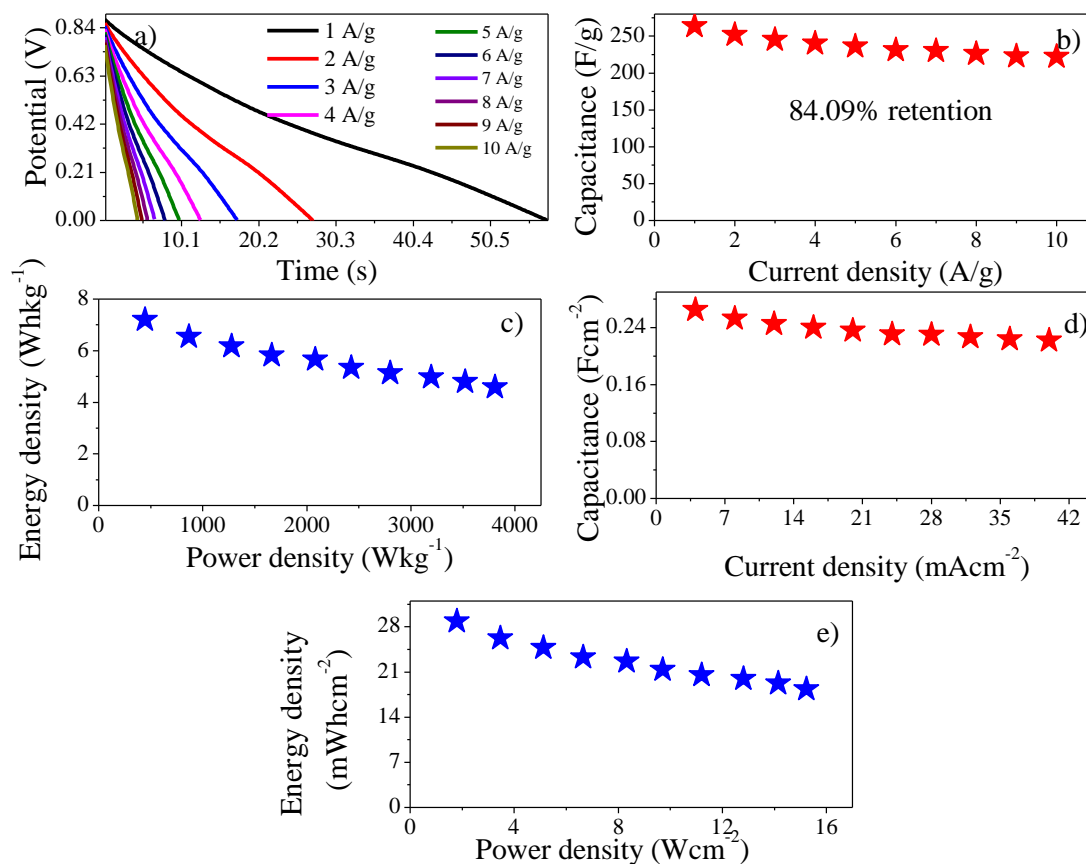 a)
Potential (V)
0.84
0.63
0.42
0.21
0.00
1 A/g
2 A/g
3 A/g
4 A/g
5 A/g
6 A/g
7 A/g
8 A/g
9 A/g
10 A/g
10.1 20.2 30.3 40.4 50.5
Time (s)
b)
Capacitance (F/g)
250
200
150
100
50
0
84.09% retention
0 2 4 6 8 10
Current density (A/g)
c)
Energy density (Whkg⁻¹)
8
6
4
2
0
0 1000 2000 3000 4000
Power density (Wkg⁻¹)
d)
Capacitance (Fcm⁻²)
0.24
0.16
0.08
0.00
0 7 14 21 28 35 42
Current density (mAcm⁻²)
e)
Energy density
(mWhcm⁻²)
28
21
14
7
0
0 4 8 12 16
Power density (Wcm⁻²)